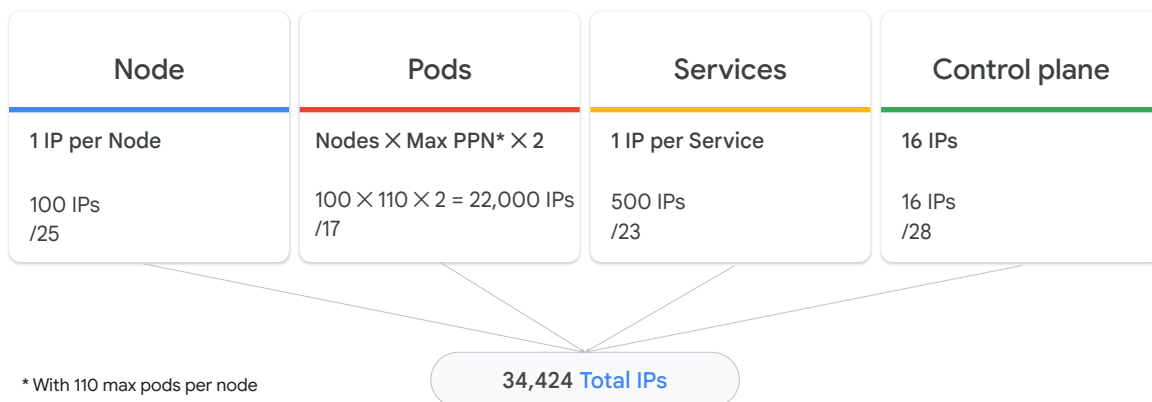 Node
1 IP per Node
100 IPs
/25
Pods
Nodes × Max PPN* × 2
100 × 110 × 2 = 22,000 IPs
/17
Services
1 IP per Service
500 IPs
/23
Control plane
16 IPs
16 IPs
/28
34,424 Total IPs
* With 110 max pods per node